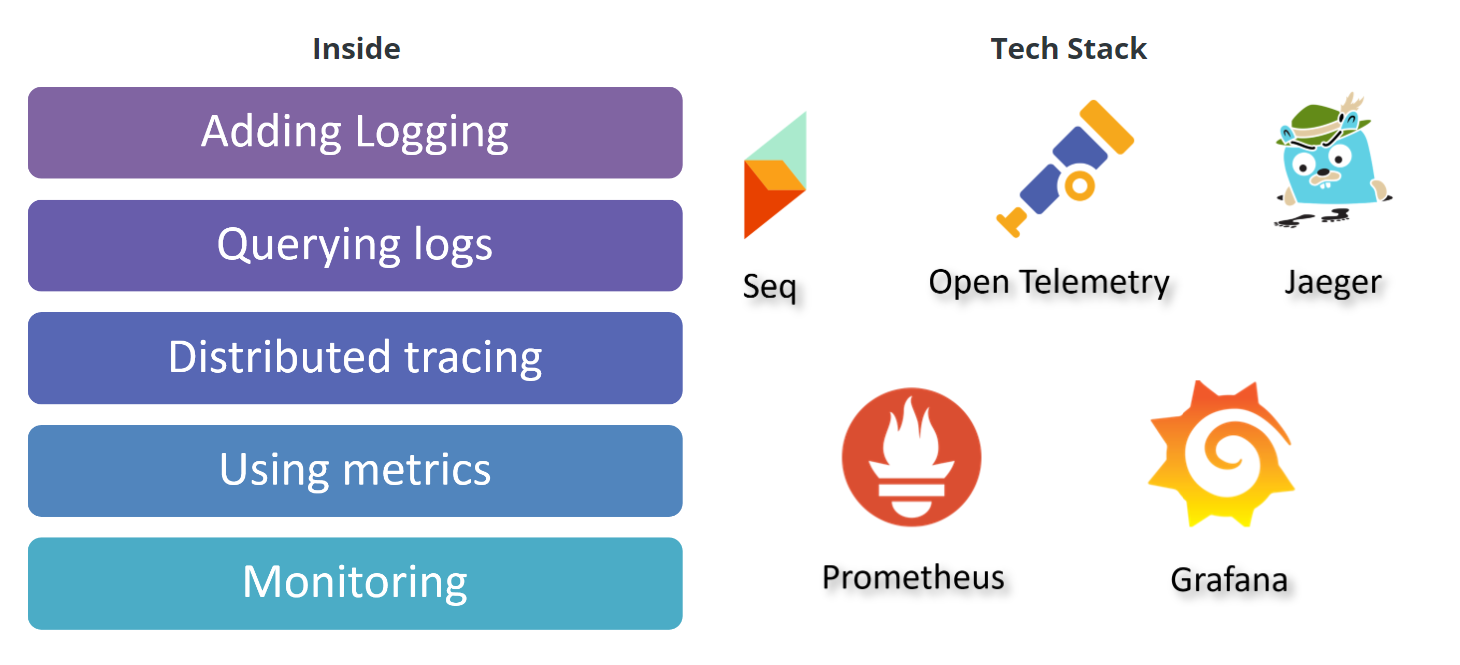 Inside
Adding Logging
Querying logs
Distributed tracing
Using metrics
Monitoring
Tech Stack
Seq
Open Telemetry
Jaeger
Prometheus
Grafana